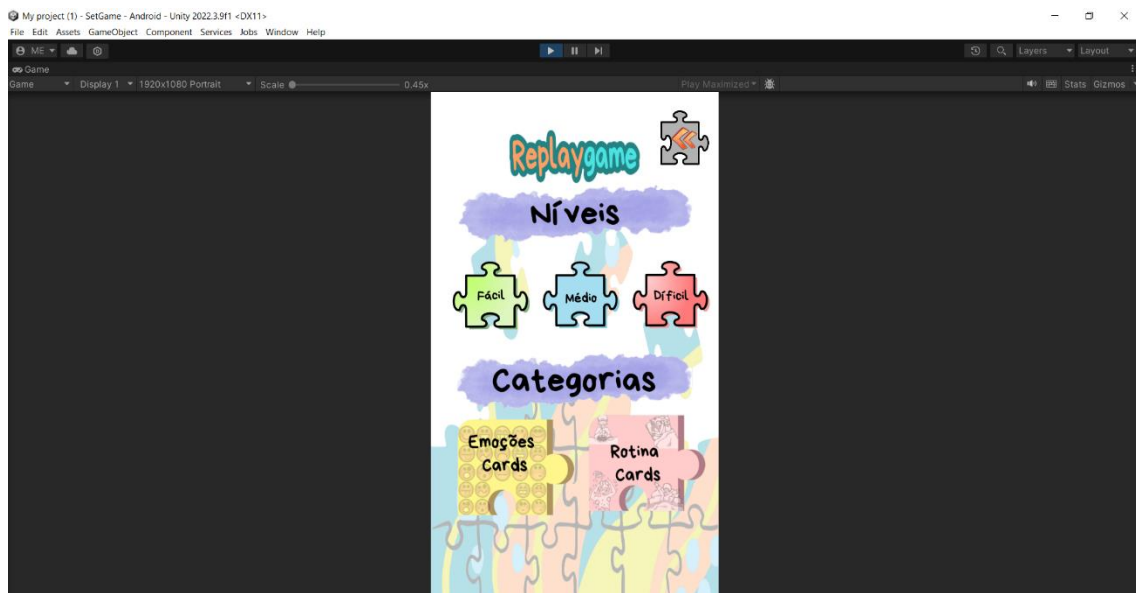 My project (1) - SetGame - Android - Unity 2022.3.9f1 <DX11>
File Edit Assets GameObject Component Services Jobs Window Help
ME Layers Layout
Game
Game Display 1 1920x1080 Portrait Scale 0.45x Play Maximized Stats Gizmos
Replaygame
Níveis
Fácil Médio Díficil
Categorias
Emoções
Cards
Rotina
Cards